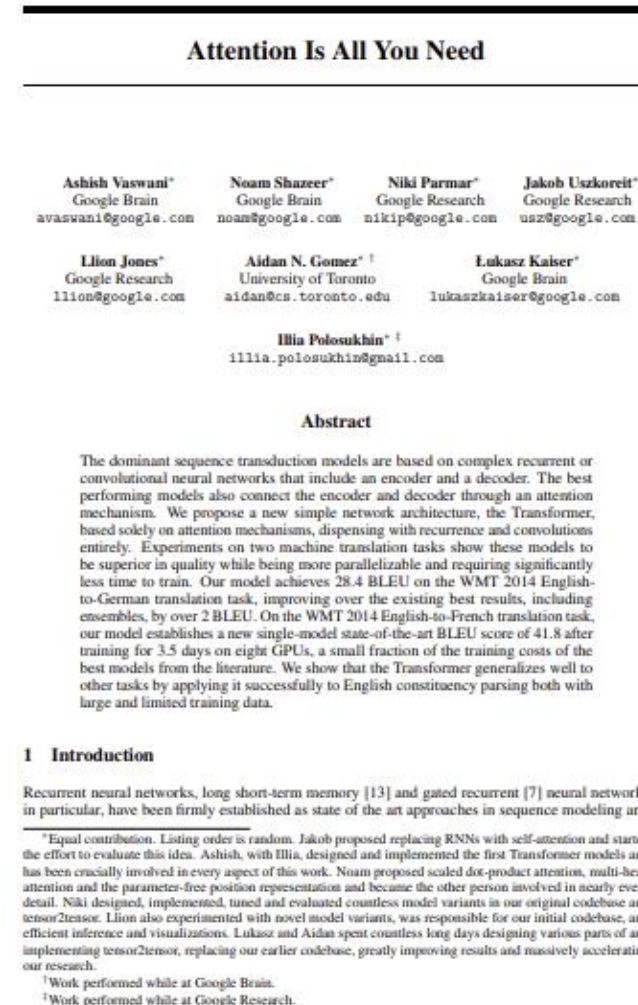 Attention Is All You Need
Ashish Vaswani* Noam Shazeer* Niki Parmar* Jakob Uszkoreit*
Google Brain Google Brain Google Research Google Research
avaswani@google.com noam@google.com nikip@google.com usz@google.com
Llion Jones* Aidan N. Gomez* † Łukasz Kaiser*
Google Research University of Toronto Google Brain
llion@google.com aidan@cs.toronto.edu lukaszkaiser@google.com
Illia Polosukhin* ‡
illia.polosukhin@gmail.com
Abstract
The dominant sequence transduction models are based on complex recurrent or
convolutional neural networks that include an encoder and a decoder. The best
performing models also connect the encoder and decoder through an attention
mechanism. We propose a new simple network architecture, the Transformer,
based solely on attention mechanisms, dispensing with recurrence and convolutions
entirely. Experiments on two machine translation tasks show these models to
be superior in quality while being more parallelizable and requiring significantly
less time to train. Our model achieves 28.4 BLEU on the WMT 2014 English-
to-German translation task, improving over the existing best results, including
ensembles, by over 2 BLEU. On the WMT 2014 English-to-French translation task,
our model establishes a new single-model state-of-the-art BLEU score of 41.8 after
training for 3.5 days on eight GPUs, a small fraction of the training costs of the
best models from the literature. We show that the Transformer generalizes well to
other tasks by applying it successfully to English constituency parsing both with
large and limited training data.
1 Introduction
Recurrent neural networks, long short-term memory [13] and gated recurrent [7] neural network
in particular, have been firmly established as state of the art approaches in sequence modeling an
*Equal contribution. Listing order is random. Jakob proposed replacing RNNs with self-attention and starte
the effort to evaluate this idea. Ashish, with Illia, designed and implemented the first Transformer models an
has been crucially involved in every aspect of this work. Noam proposed scaled dot-product attention, multi-hea
attention and the parameter-free position representation and became the other person involved in nearly eve
detail. Niki designed, implemented, tuned and evaluated countless model variants in our original codebase an
tensor2tensor. Llion also experimented with novel model variants, was responsible for our initial codebase, an
efficient inference and visualizations. Lukasz and Aidan spent countless long days designing various parts of an
implementing tensor2tensor, replacing our earlier codebase, greatly improving results and massively acceleratin
our research.
†Work performed while at Google Brain.
‡Work performed while at Google Research.